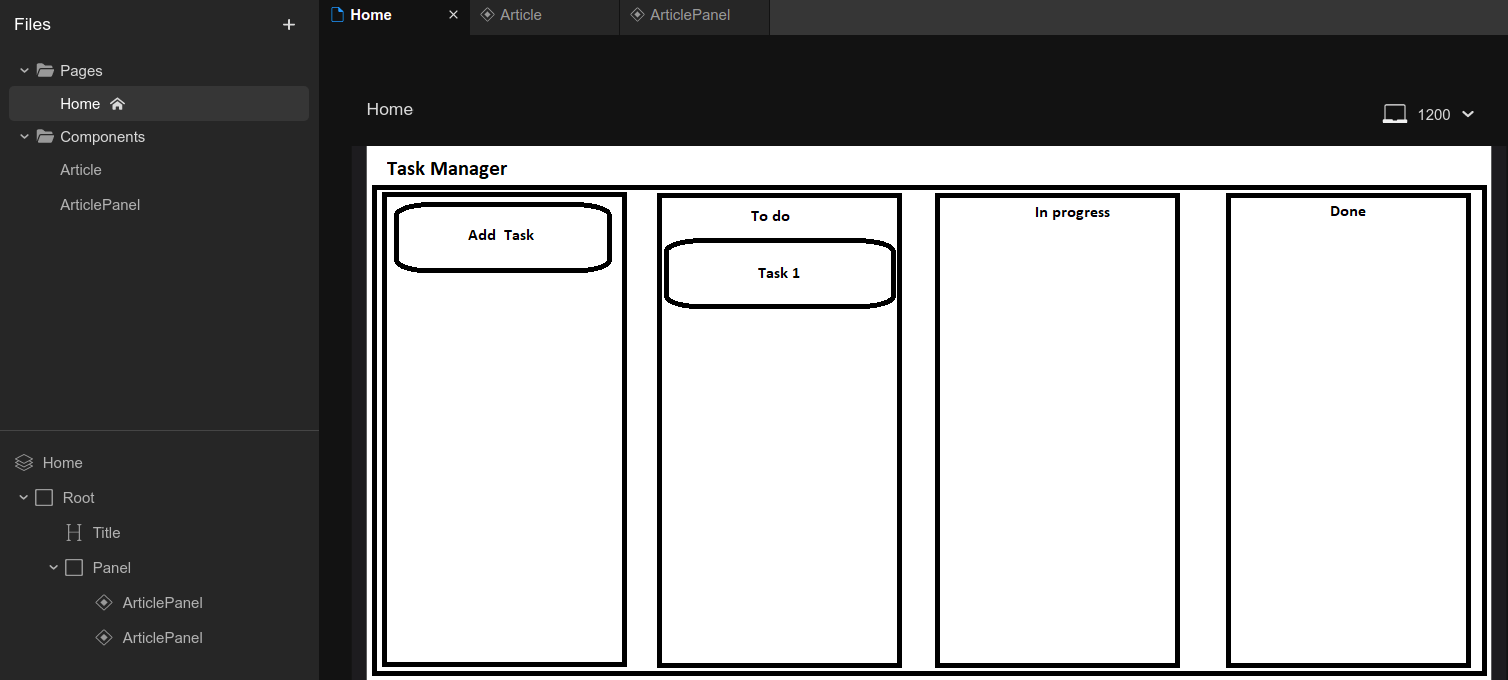 Files
+
Pages
Home
Components
Article
ArticlePanel
Home
Root
Title
Panel
ArticlePanel
ArticlePanel
Home
Article
ArticlePanel
Home
1200
Task Manager
Add Task
To do
Task 1
In progress
Done